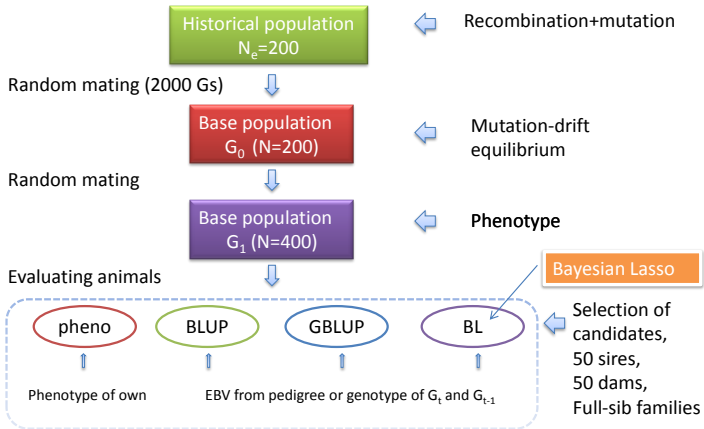 Historical population
Nₑ=200
Recombination+mutation
Random mating (2000 Gs)
Base population
G₀ (N=200)
Mutation-drift
equilibrium
Random mating
Base population
G₁ (N=400)
Phenotype
Evaluating animals
Bayesian Lasso
pheno
BLUP
GBLUP
BL
Selection of
candidates,
50 sires,
50 dams,
Full-sib families
Phenotype of own
EBV from pedigree or genotype of Gₜ and Gₜ₋₁